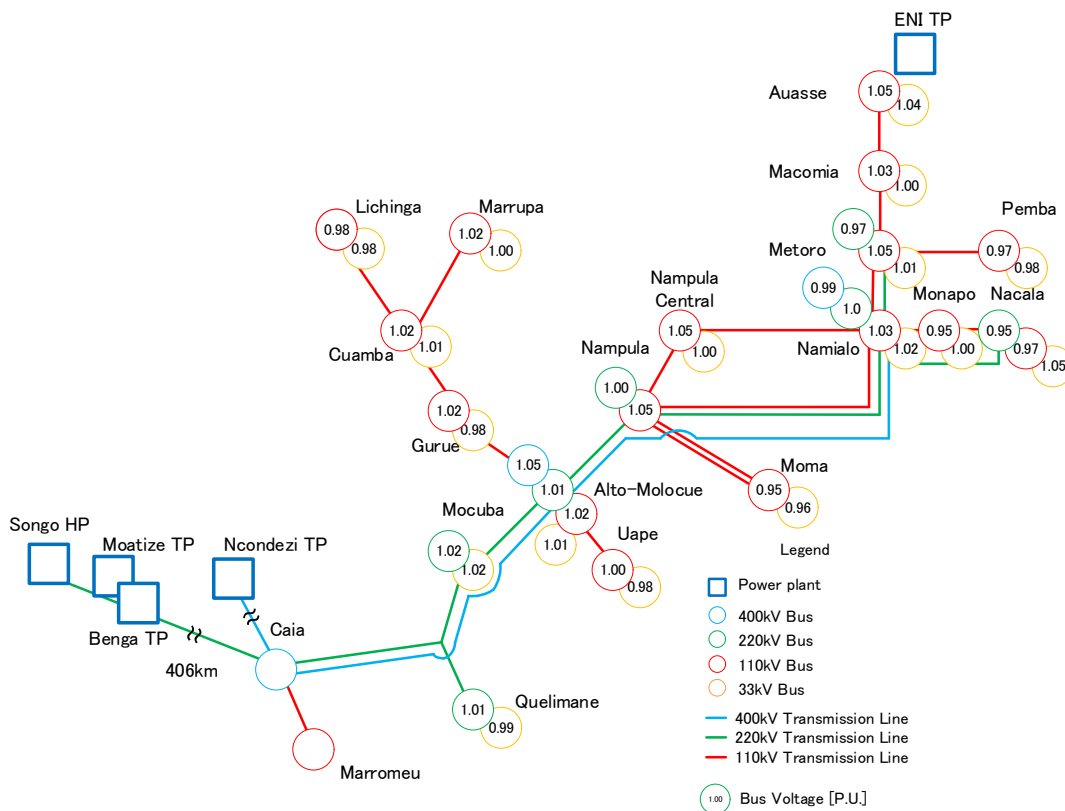 ENI TP
Auasse
1.05
1.04
Macomia
1.03
1.00
Lichinga
Marrupa
Pemba
0.98
0.98
1.02
1.00
0.97
1.05
1.01
0.97
0.98
Metoro
Nampula
Central
0.99
1.0
Monapo
Nacala
1.02
1.01
Cuamba
1.05
1.00
Namialo
1.03
1.02
0.95
1.00
0.95
0.97
1.05
Nampula
1.00
1.05
1.02
0.98
Gurue
1.05
1.01
Alto-Molocue
1.02
1.01
Moma
0.95
0.96
Mocuba
1.02
1.02
Uape
1.00
0.98
Songo HP
Moatize TP
Ncondezi TP
Benga TP
406km
Caia
Quelimane
1.01
0.99
Marromeu
Legend
Power plant
400kV Bus
220kV Bus
110kV Bus
33kV Bus
400kV Transmission Line
220kV Transmission Line
110kV Transmission Line
1.00 Bus Voltage [P.U.]